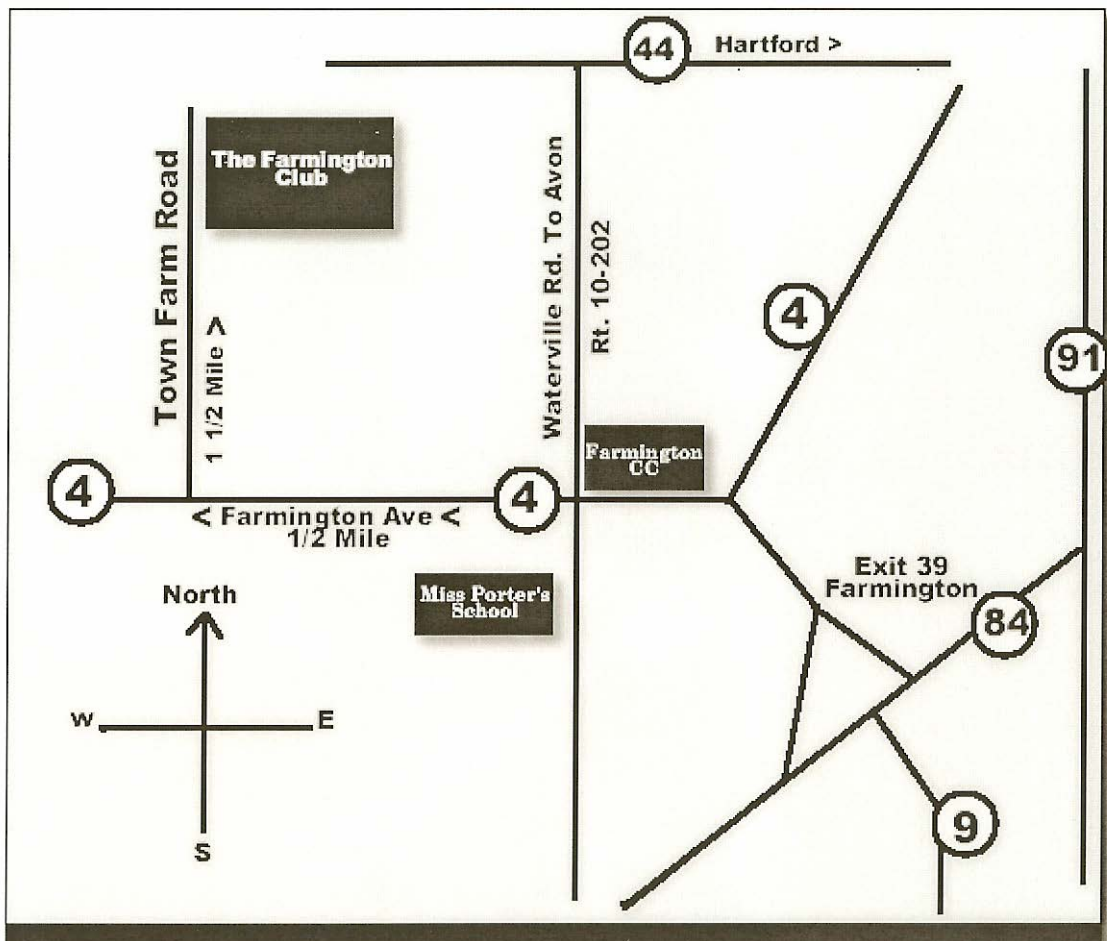 44
Hartford >
The Farmington
Club
Town Farm Road
1 1/2 Mile >
Waterville Rd. To Avon
Rt. 10-202
4
91
Farmington
CC
4
4
< Farmington Ave <
1/2 Mile
Miss Porter's
School
Exit 39
Farmington
84
North
W
E
S
9